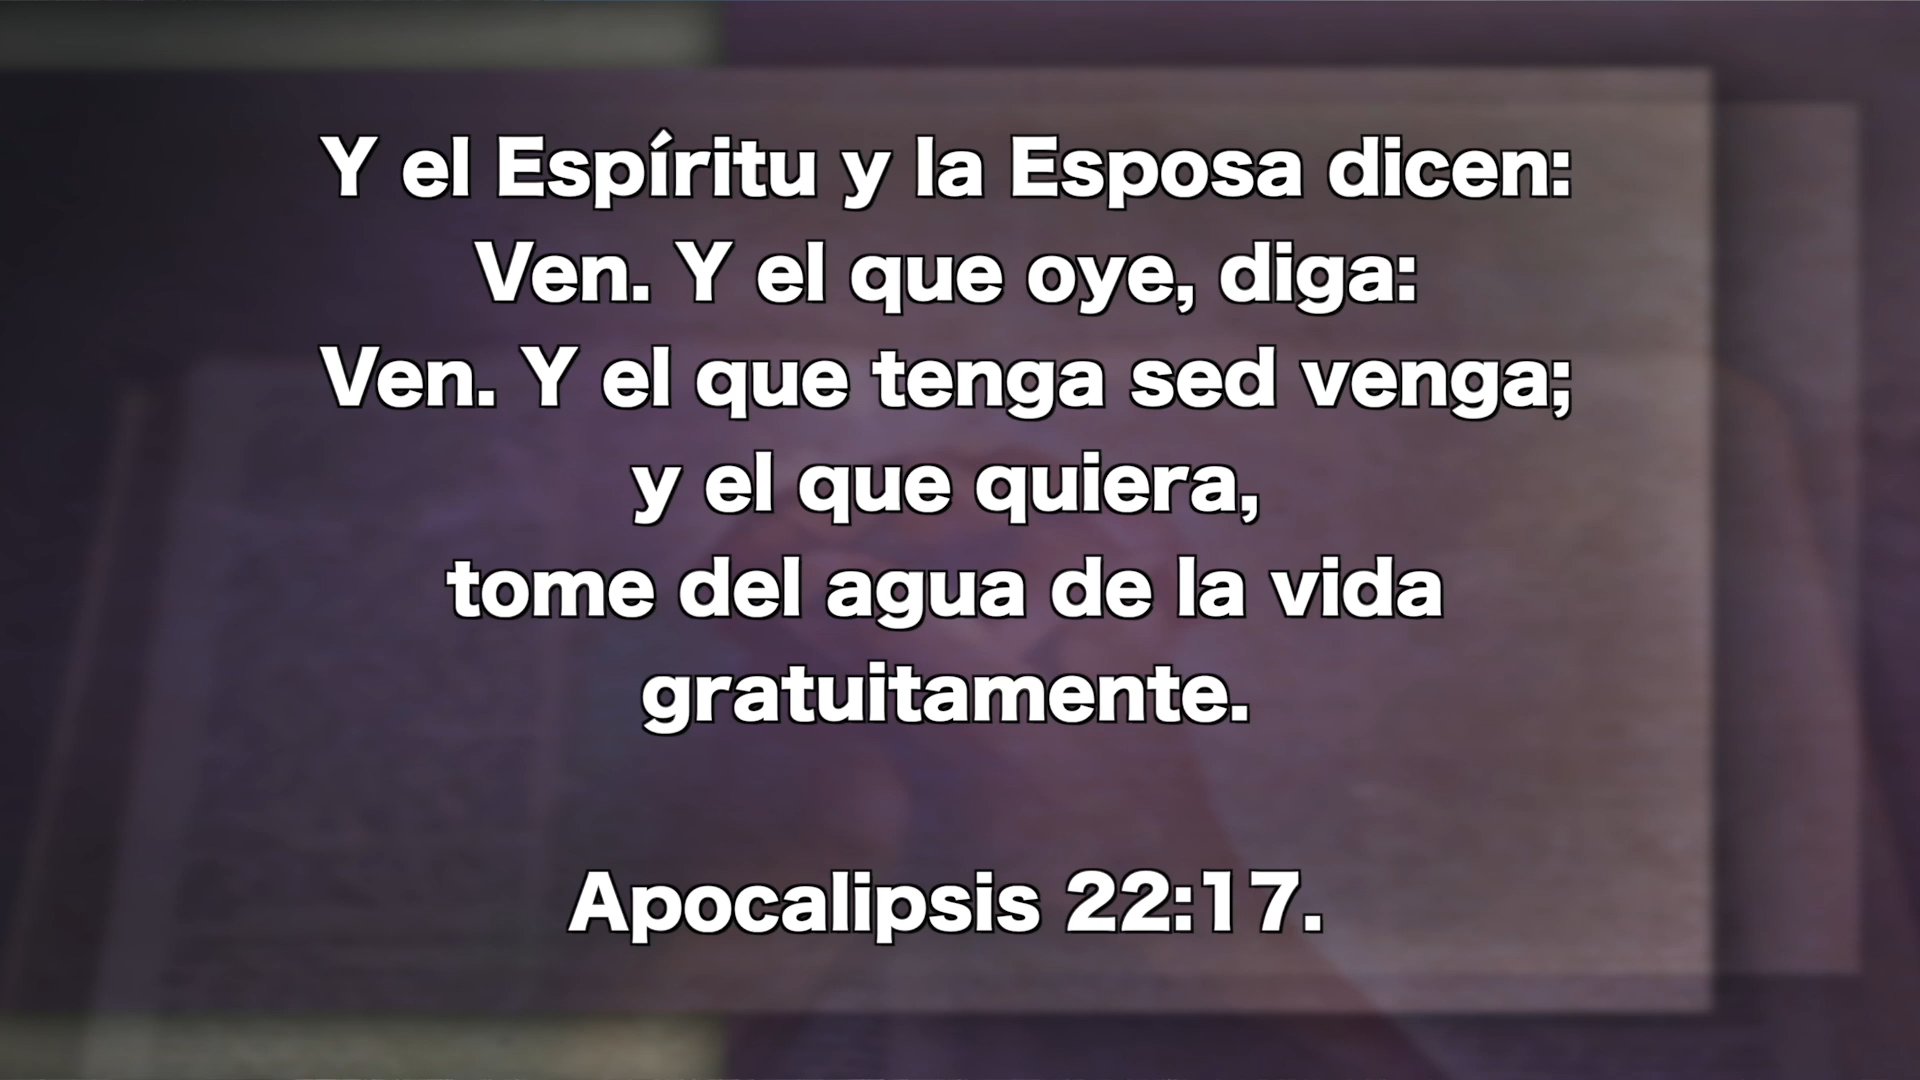 Y el Espíritu y la Esposa dicen:
Ven. Y el que oye, diga:
Ven. Y el que tenga sed venga;
y el que quiera,
tome del agua de la vida
gratuitamente.
Apocalipsis 22:17.